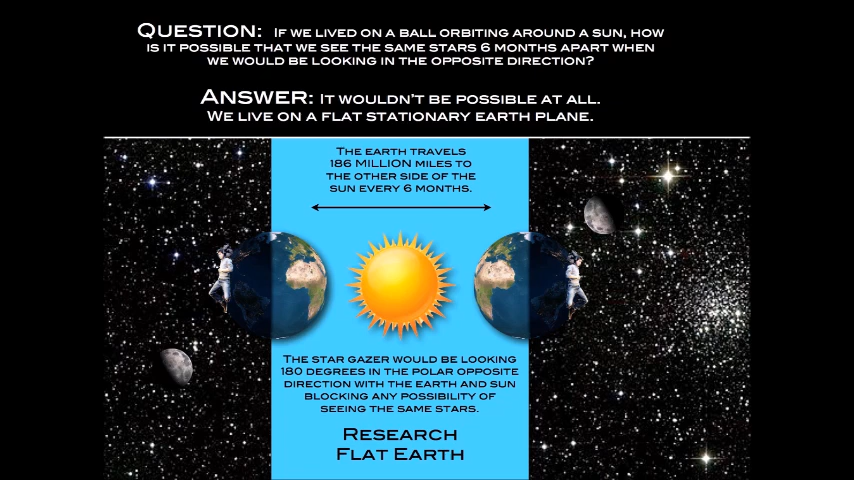 QUESTION: IF WE LIVED ON A BALL ORBITING AROUND A SUN, HOW
IS IT POSSIBLE THAT WE SEE THE SAME STARS 6 MONTHS APART WHEN
WE WOULD BE LOOKING IN THE OPPOSITE DIRECTION?
ANSWER: IT WOULDN'T BE POSSIBLE AT ALL.
WE LIVE ON A FLAT STATIONARY EARTH PLANE.
THE EARTH TRAVELS
186 MILLION MILES TO
THE OTHER SIDE OF THE
SUN EVERY 6 MONTHS.
THE STAR GAZER WOULD BE LOOKING
180 DEGREES IN THE POLAR OPPOSITE
DIRECTION WITH THE EARTH AND SUN
BLOCKING ANY POSSIBILITY OF
SEEING THE SAME STARS.
RESEARCH
FLAT EARTH